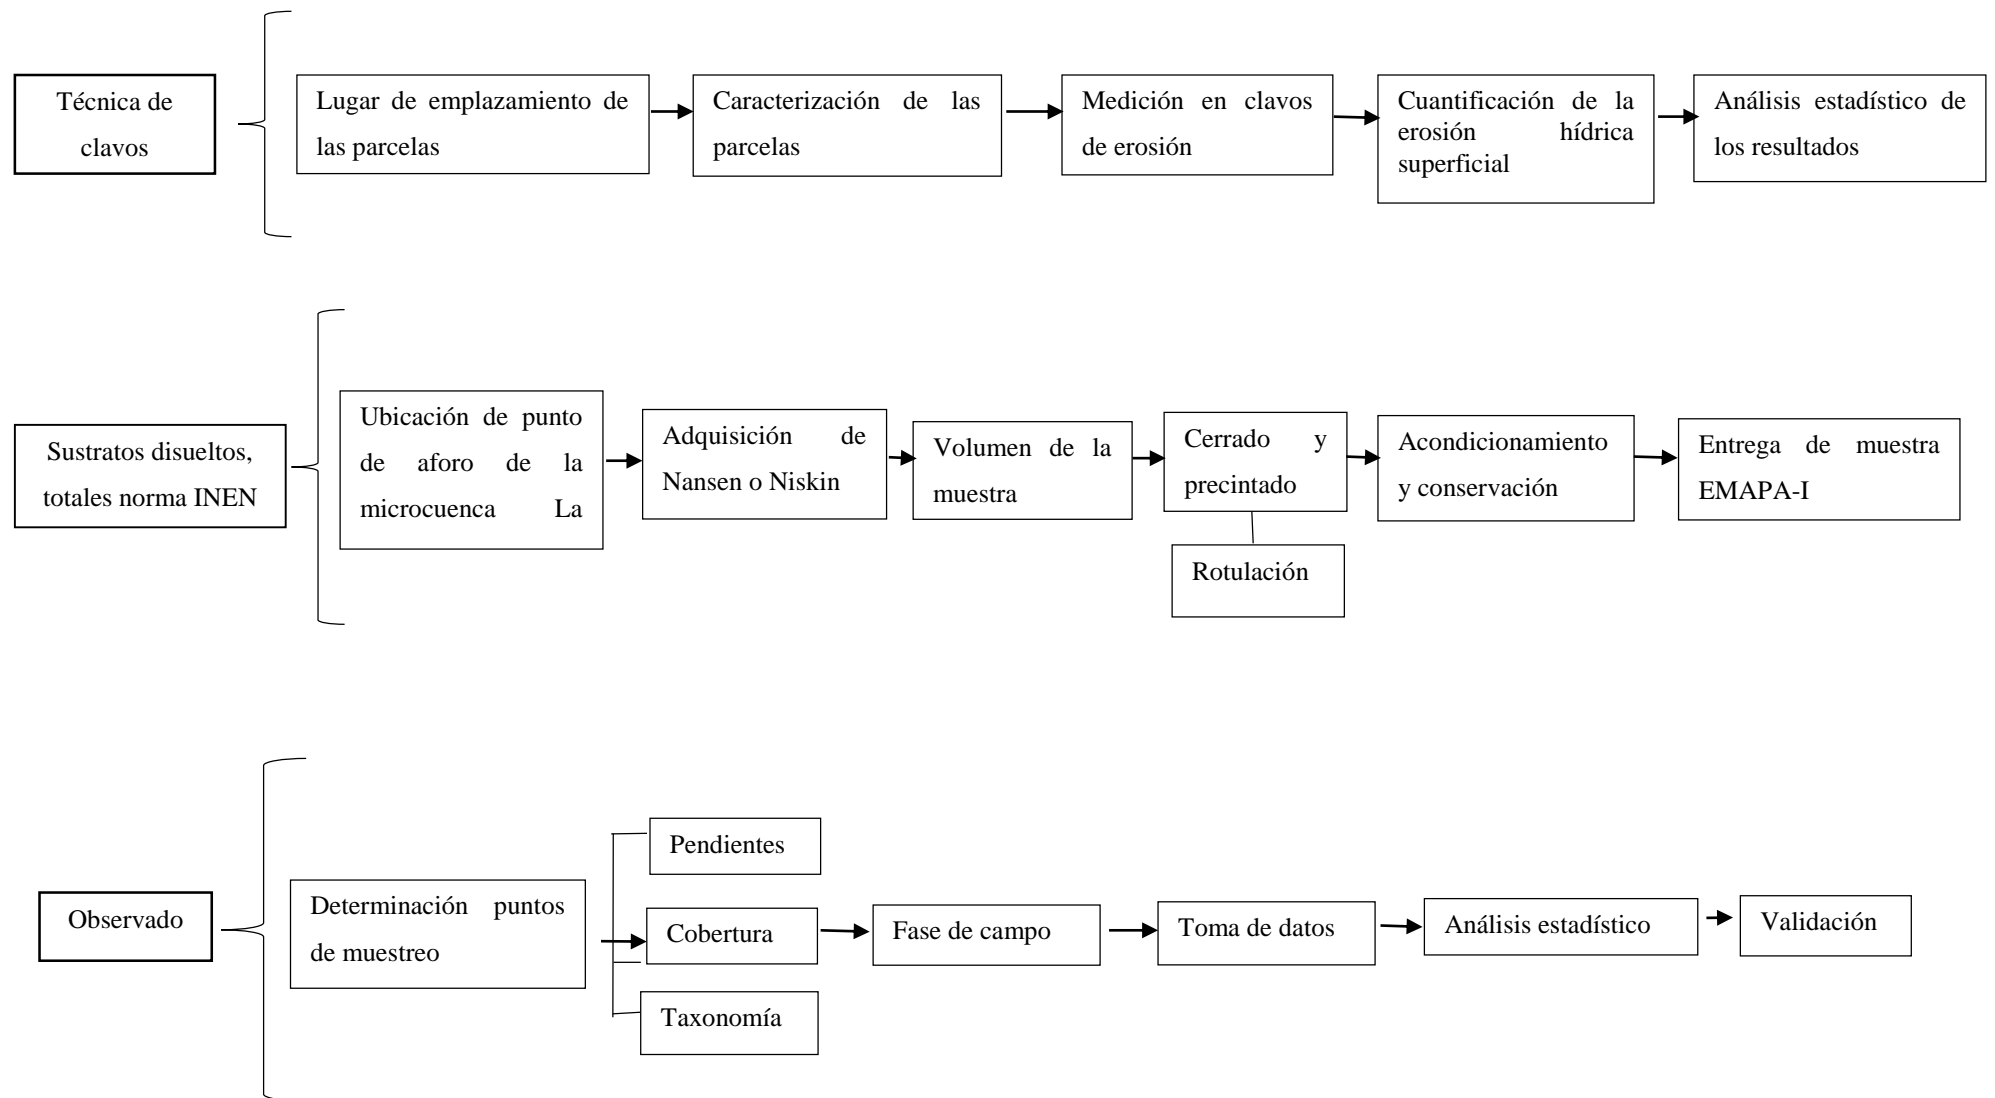 Técnica de
clavos
Lugar de emplazamiento de
las parcelas
Caracterización de las
parcelas
Medición en clavos
de erosión
Cuantificación de la
erosión hídrica
superficial
Análisis estadístico de
los resultados
Sustratos disueltos,
totales norma INEN
Ubicación de punto
de aforo de la
microcuenca La
Adquisición de
Nansen o Niskin
Volumen de la
muestra
Cerrado y
precintado
Rotulación
Acondicionamiento
y conservación
Entrega de muestra
EMAPA-I
Observado
Determinación puntos
de muestreo
Pendientes
Cobertura
Taxonomía
Fase de campo
Toma de datos
Análisis estadístico
Validación